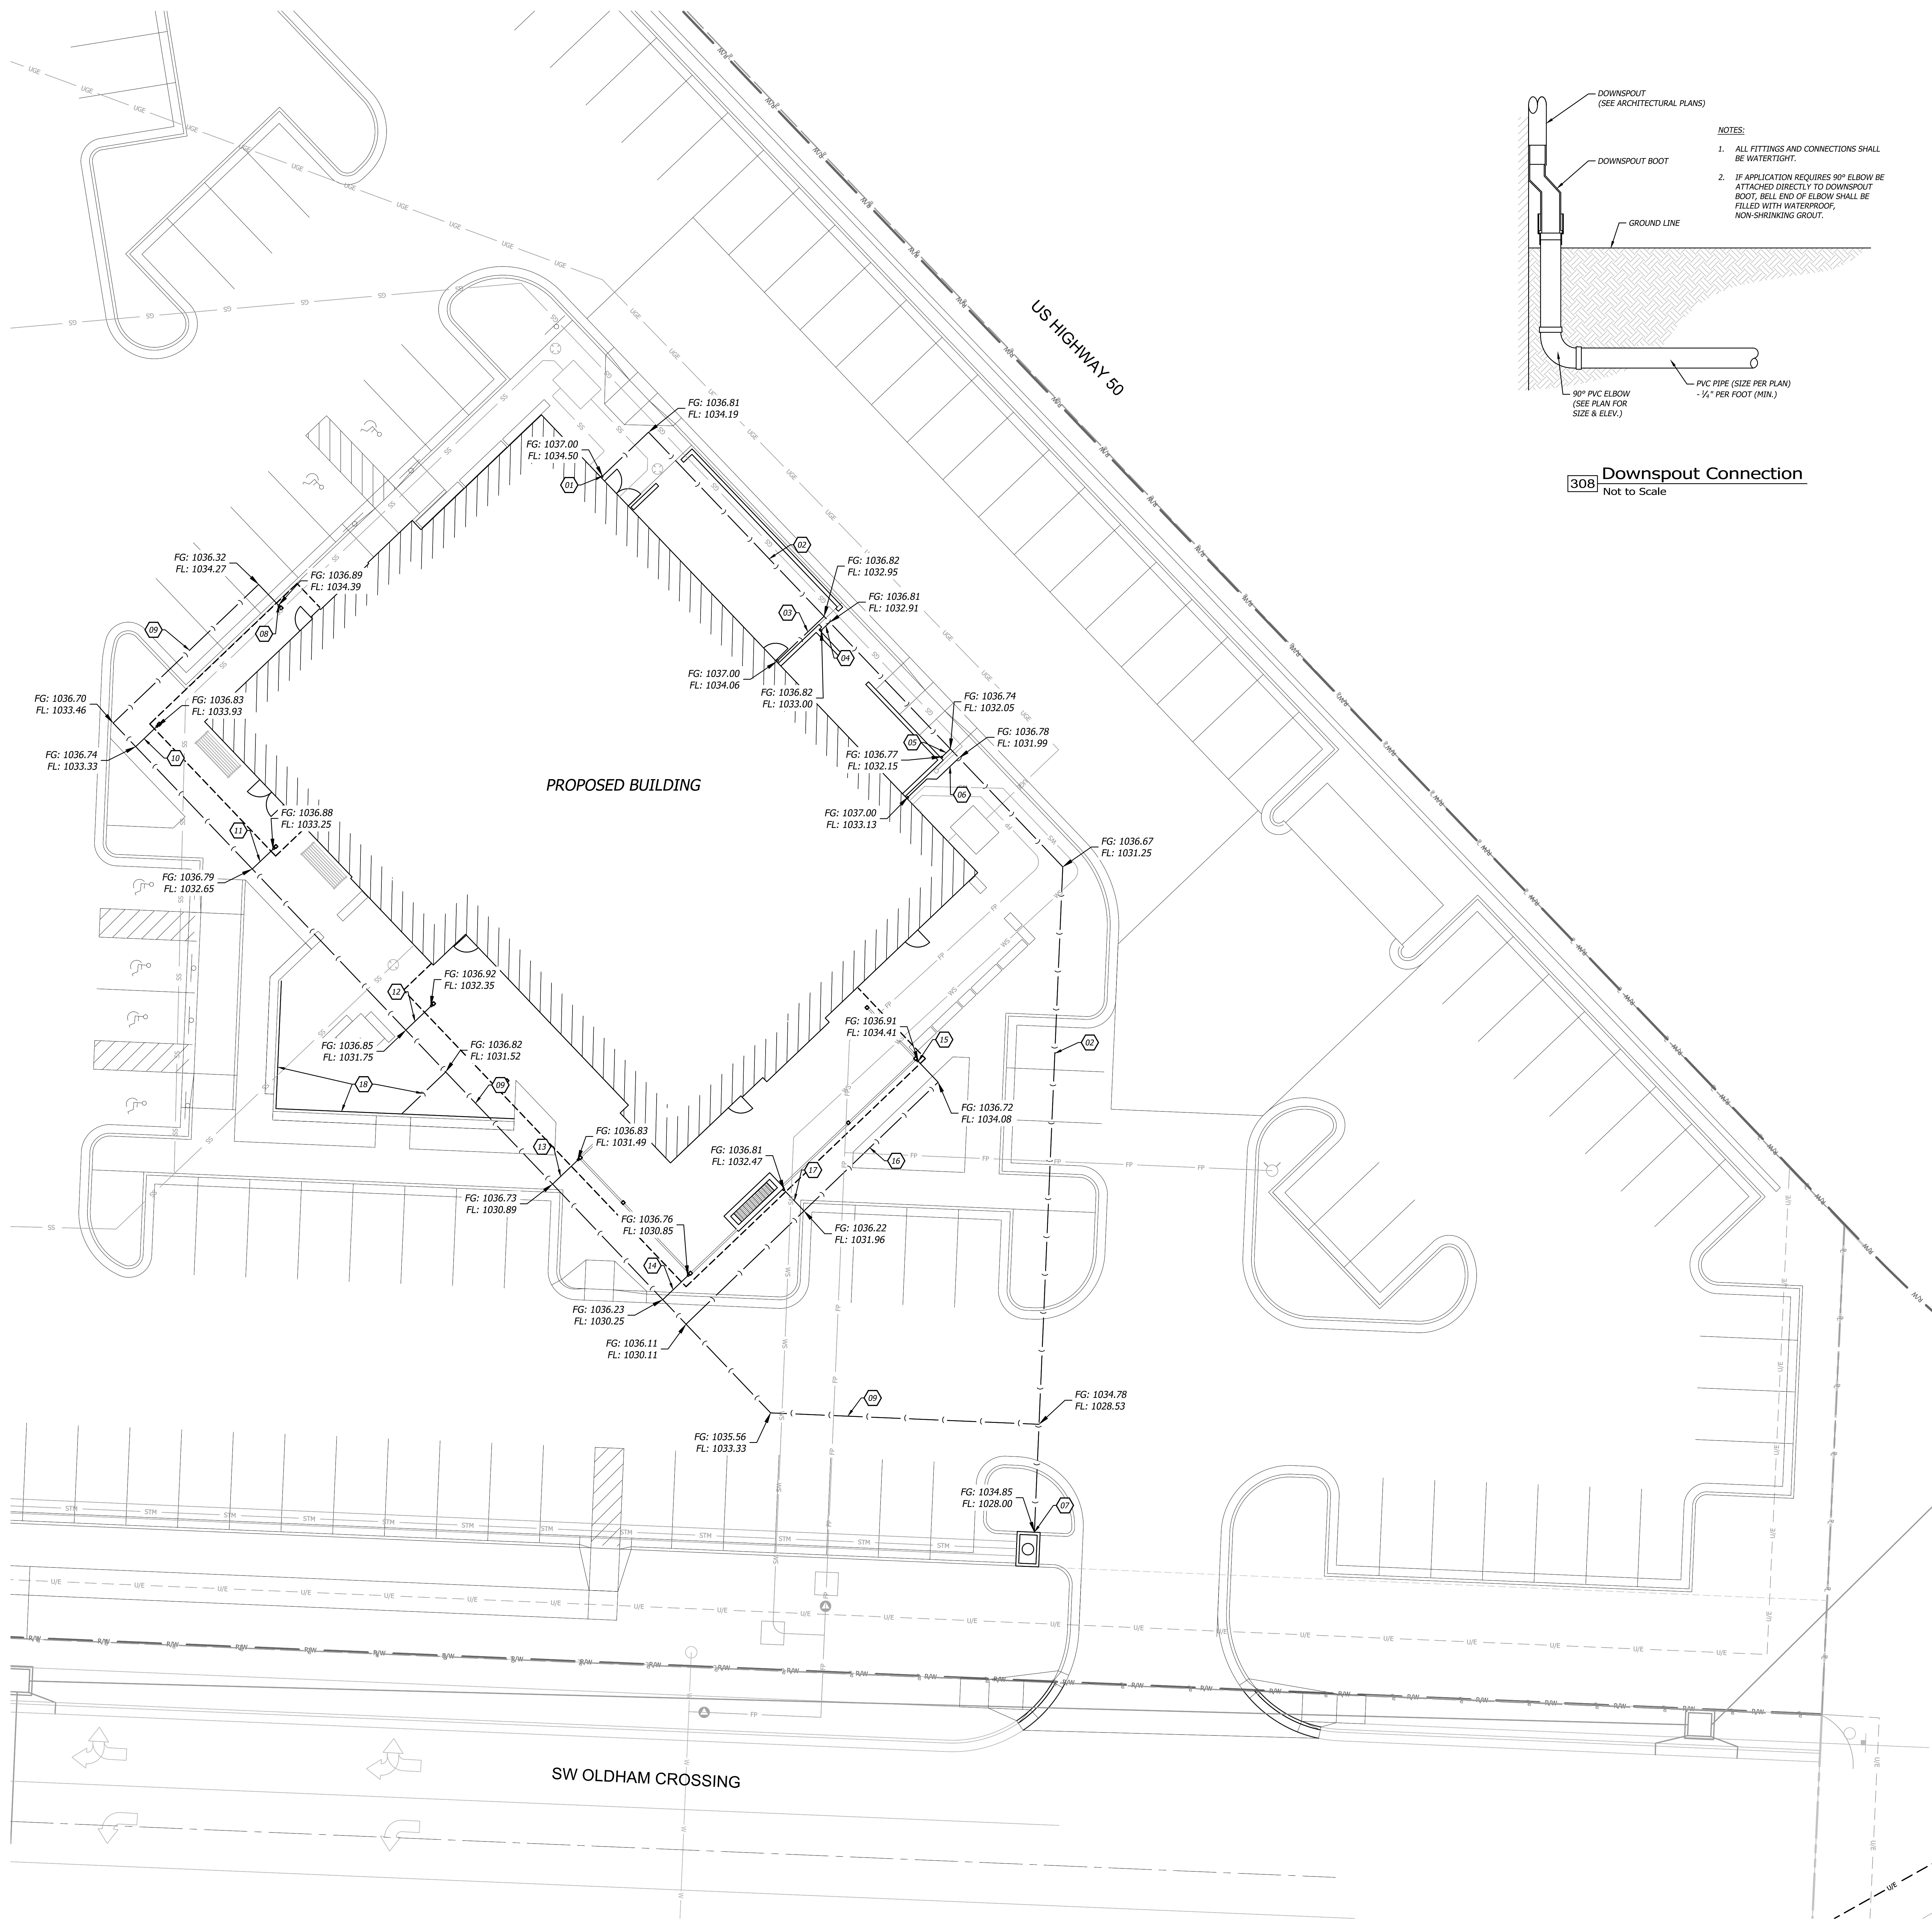 DOWNSPOUT
(SEE ARCHITECTURAL PLANS)
NOTES:
1. ALL FITTINGS AND CONNECTIONS SHALL
BE WATERTIGHT.
DOWNSPOUT BOOT
2. IF APPLICATION REQUIRES 90° ELBOW BE
ATTACHED DIRECTLY TO DOWNSPOUT
BOOT, BELL END OF ELBOW SHALL BE
FILLED WITH WATERPROOF,
NON-SHRINKING GROUT.
GROUND LINE
PVC PIPE (SIZE PER PLAN)
- ¼" PER FOOT (MIN.)
90° PVC ELBOW
(SEE PLAN FOR
SIZE & ELEV.)
308 Downspout Connection
Not to Scale
US HIGHWAY 50
FG: 1036.81
FL: 1034.19
FG: 1037.00
FL: 1034.50
01
02
FG: 1036.82
FL: 1032.95
FG: 1036.32
FL: 1034.27
FG: 1036.89
FL: 1034.39
FG: 1036.81
FL: 1032.91
03
09
08
04
FG: 1037.00
FL: 1034.06
FG: 1036.82
FL: 1033.00
FG: 1036.70
FL: 1033.46
FG: 1036.83
FL: 1033.93
FG: 1036.74
FL: 1032.05
FG: 1036.78
FL: 1031.99
05
FG: 1036.74
FL: 1033.33
10
FG: 1036.77
FL: 1032.15
PROPOSED BUILDING
06
FG: 1037.00
FL: 1033.13
FG: 1036.88
FL: 1033.25
11
FG: 1036.67
FL: 1031.25
FG: 1036.79
FL: 1032.65
FG: 1036.92
FL: 1032.35
12
FG: 1036.91
FL: 1034.41
15
02
FG: 1036.85
FL: 1031.75
FG: 1036.82
FL: 1031.52
18
09
FG: 1036.72
FL: 1034.08
FG: 1036.83
FL: 1031.49
13
FG: 1036.81
FL: 1032.47
16
17
FG: 1036.73
FL: 1030.89
FG: 1036.76
FL: 1030.85
FG: 1036.22
FL: 1031.96
14
FG: 1036.23
FL: 1030.25
FG: 1036.11
FL: 1030.11
09
FG: 1034.78
FL: 1028.53
FG: 1035.56
FL: 1033.33
FG: 1034.85
FL: 1028.00
07
SW OLDHAM CROSSING